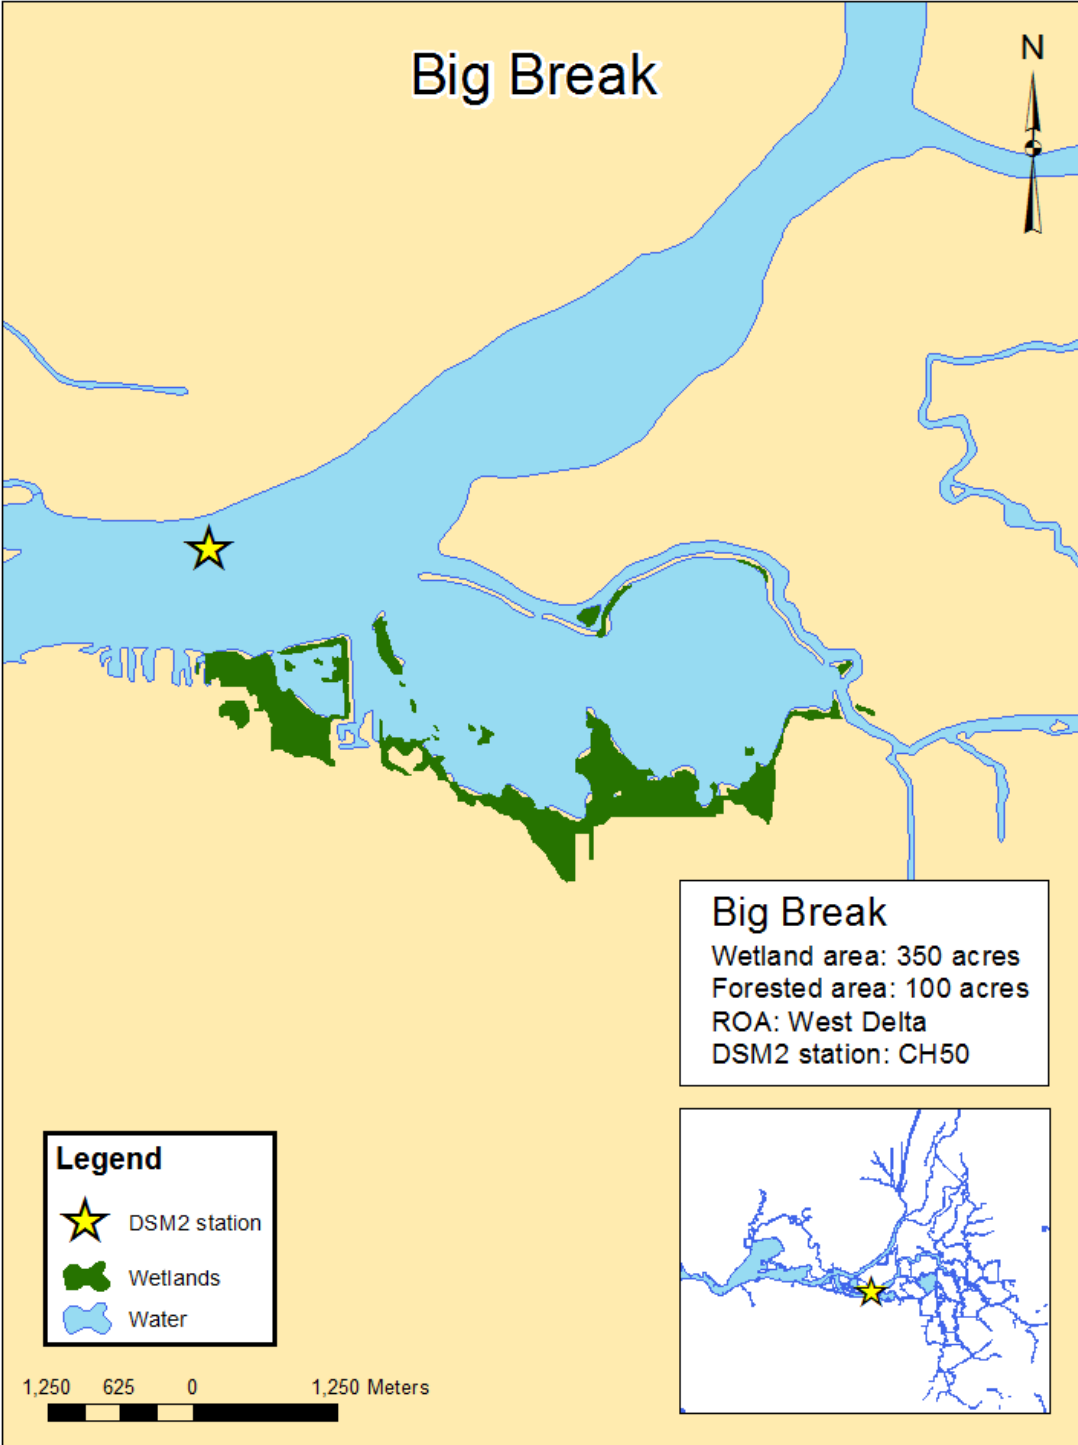 Big Break
N
Big Break
Wetland area: 350 acres
Forested area: 100 acres
ROA: West Delta
DSM2 station: CH50
Legend
DSM2 station
Wetlands
Water
1,250 625 0 1,250 Meters